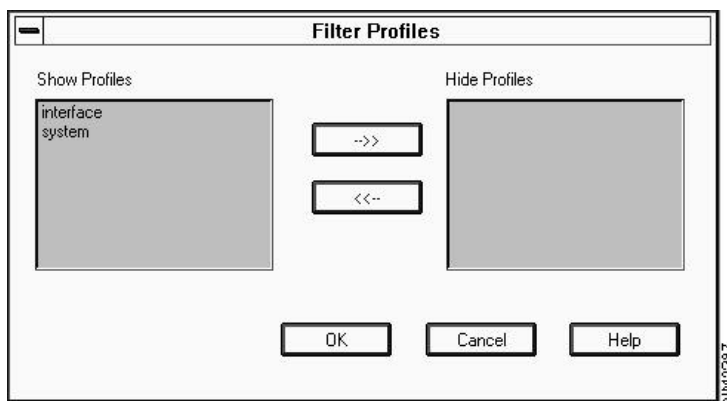 Filter Profiles
Show Profiles
Hide Profiles
interface
system
-->>
<<--
OK
Cancel
Help